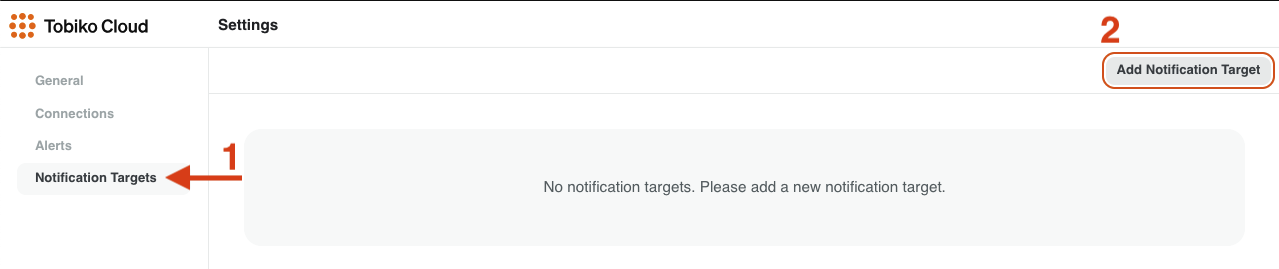 Tobiko Cloud
Settings
2
Add Notification Target
General
Connections
Alerts
Notification Targets
1
No notification targets. Please add a new notification target.